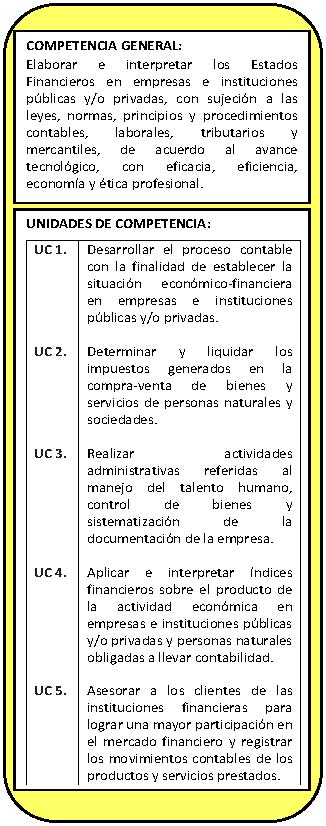 COMPETENCIA GENERAL:
Elaborar e interpretar los Estados
Financieros en empresas e instituciones
públicas y/o privadas, con sujeción a las
leyes, normas, principios y procedimientos
contables, laborales, tributarios y
mercantiles, de acuerdo al avance
tecnológico, con eficacia, eficiencia,
economía y ética profesional.
UNIDADES DE COMPETENCIA:
UC 1. Desarrollar el proceso contable
con la finalidad de establecer la
situación económico-financiera
en empresas e instituciones
públicas y/o privadas.
UC 2. Determinar y liquidar los
impuestos generados en la
compra-venta de bienes y
servicios de personas naturales y
sociedades.
UC 3. Realizar actividades
administrativas referidas al
manejo del talento humano,
control de bienes y
sistematización de la
documentación de la empresa.
UC 4. Aplicar e interpretar índices
financieros sobre el producto de
la actividad económica en
empresas e instituciones públicas
y/o privadas y personas naturales
obligadas a llevar contabilidad.
UC 5. Asesorar a los clientes de las
instituciones financieras para
lograr una mayor participación en
el mercado financiero y registrar
los movimientos contables de los
productos y servicios prestados.